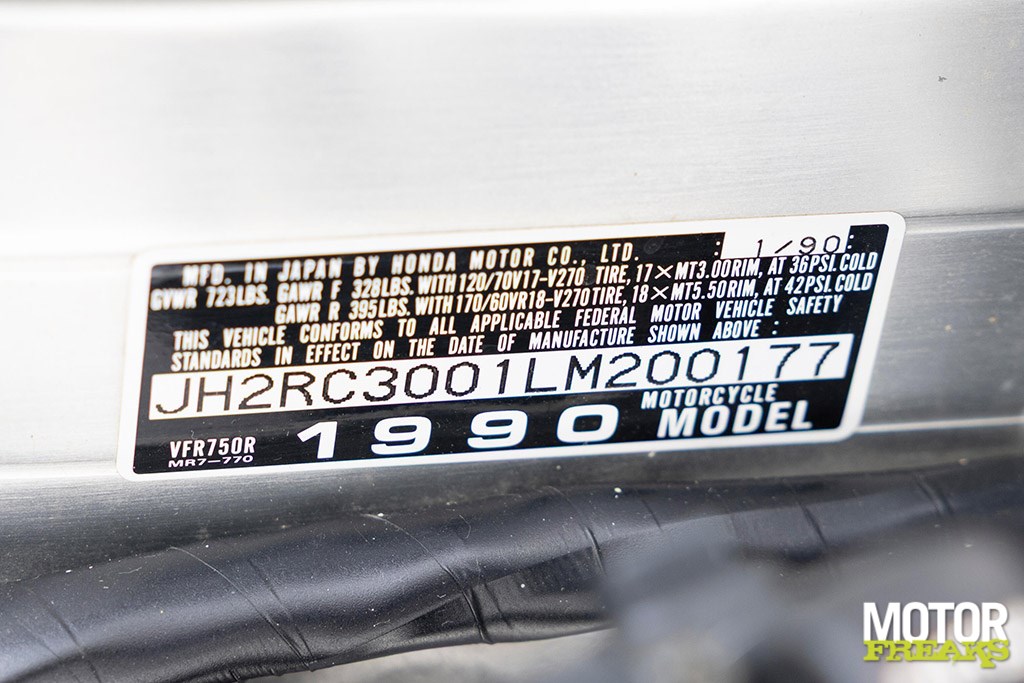 MFD. IN JAPAN BY HONDA MOTOR CO., LTD. : 1/90:
GVWR 723LBS. GAWR F 328LBS. WITH 120/70V17-V270 TIRE, 17×MT3.00RIM, AT 36PSI.COLD
GAWR R 395LBS. WITH 170/60VR18-V270 TIRE, 18×MT5.50RIM, AT 42PSI.COLD
THIS VEHICLE CONFORMS TO ALL APPLICABLE FEDERAL MOTOR VEHICLE SAFETY
STANDARDS IN EFFECT ON THE DATE OF MANUFACTURE SHOWN ABOVE :
JH2RC3001LM200177
VFR750R 1990 MOTORCYCLE
MR7-770 MODEL
MOTOR
FREAKS